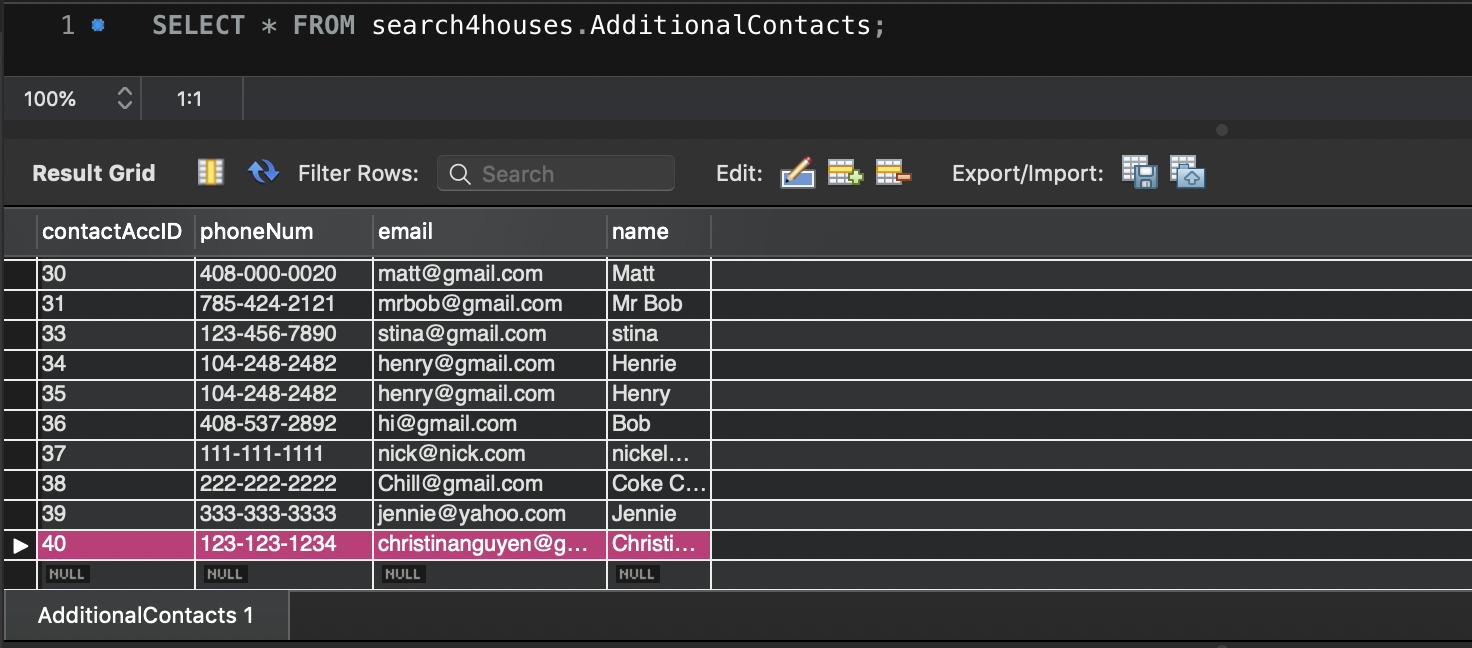 1 SELECT * FROM search4houses.AdditionalContacts;
100% 1:1
Result Grid Filter Rows: Search Edit: Export/Import:
contactAccID phoneNum email name
30 408-000-0020 matt@gmail.com Matt
31 785-424-2121 mrbob@gmail.com Mr Bob
33 123-456-7890 stina@gmail.com stina
34 104-248-2482 henry@gmail.com Henrie
35 104-248-2482 henry@gmail.com Henry
36 408-537-2892 hi@gmail.com Bob
37 111-111-1111 nick@nick.com nickel...
38 222-222-2222 Chill@gmail.com Coke C...
39 333-333-3333 jennie@yahoo.com Jennie
40 123-123-1234 christinanguyen@g... Christi...
NULL NULL NULL NULL
AdditionalContacts 1